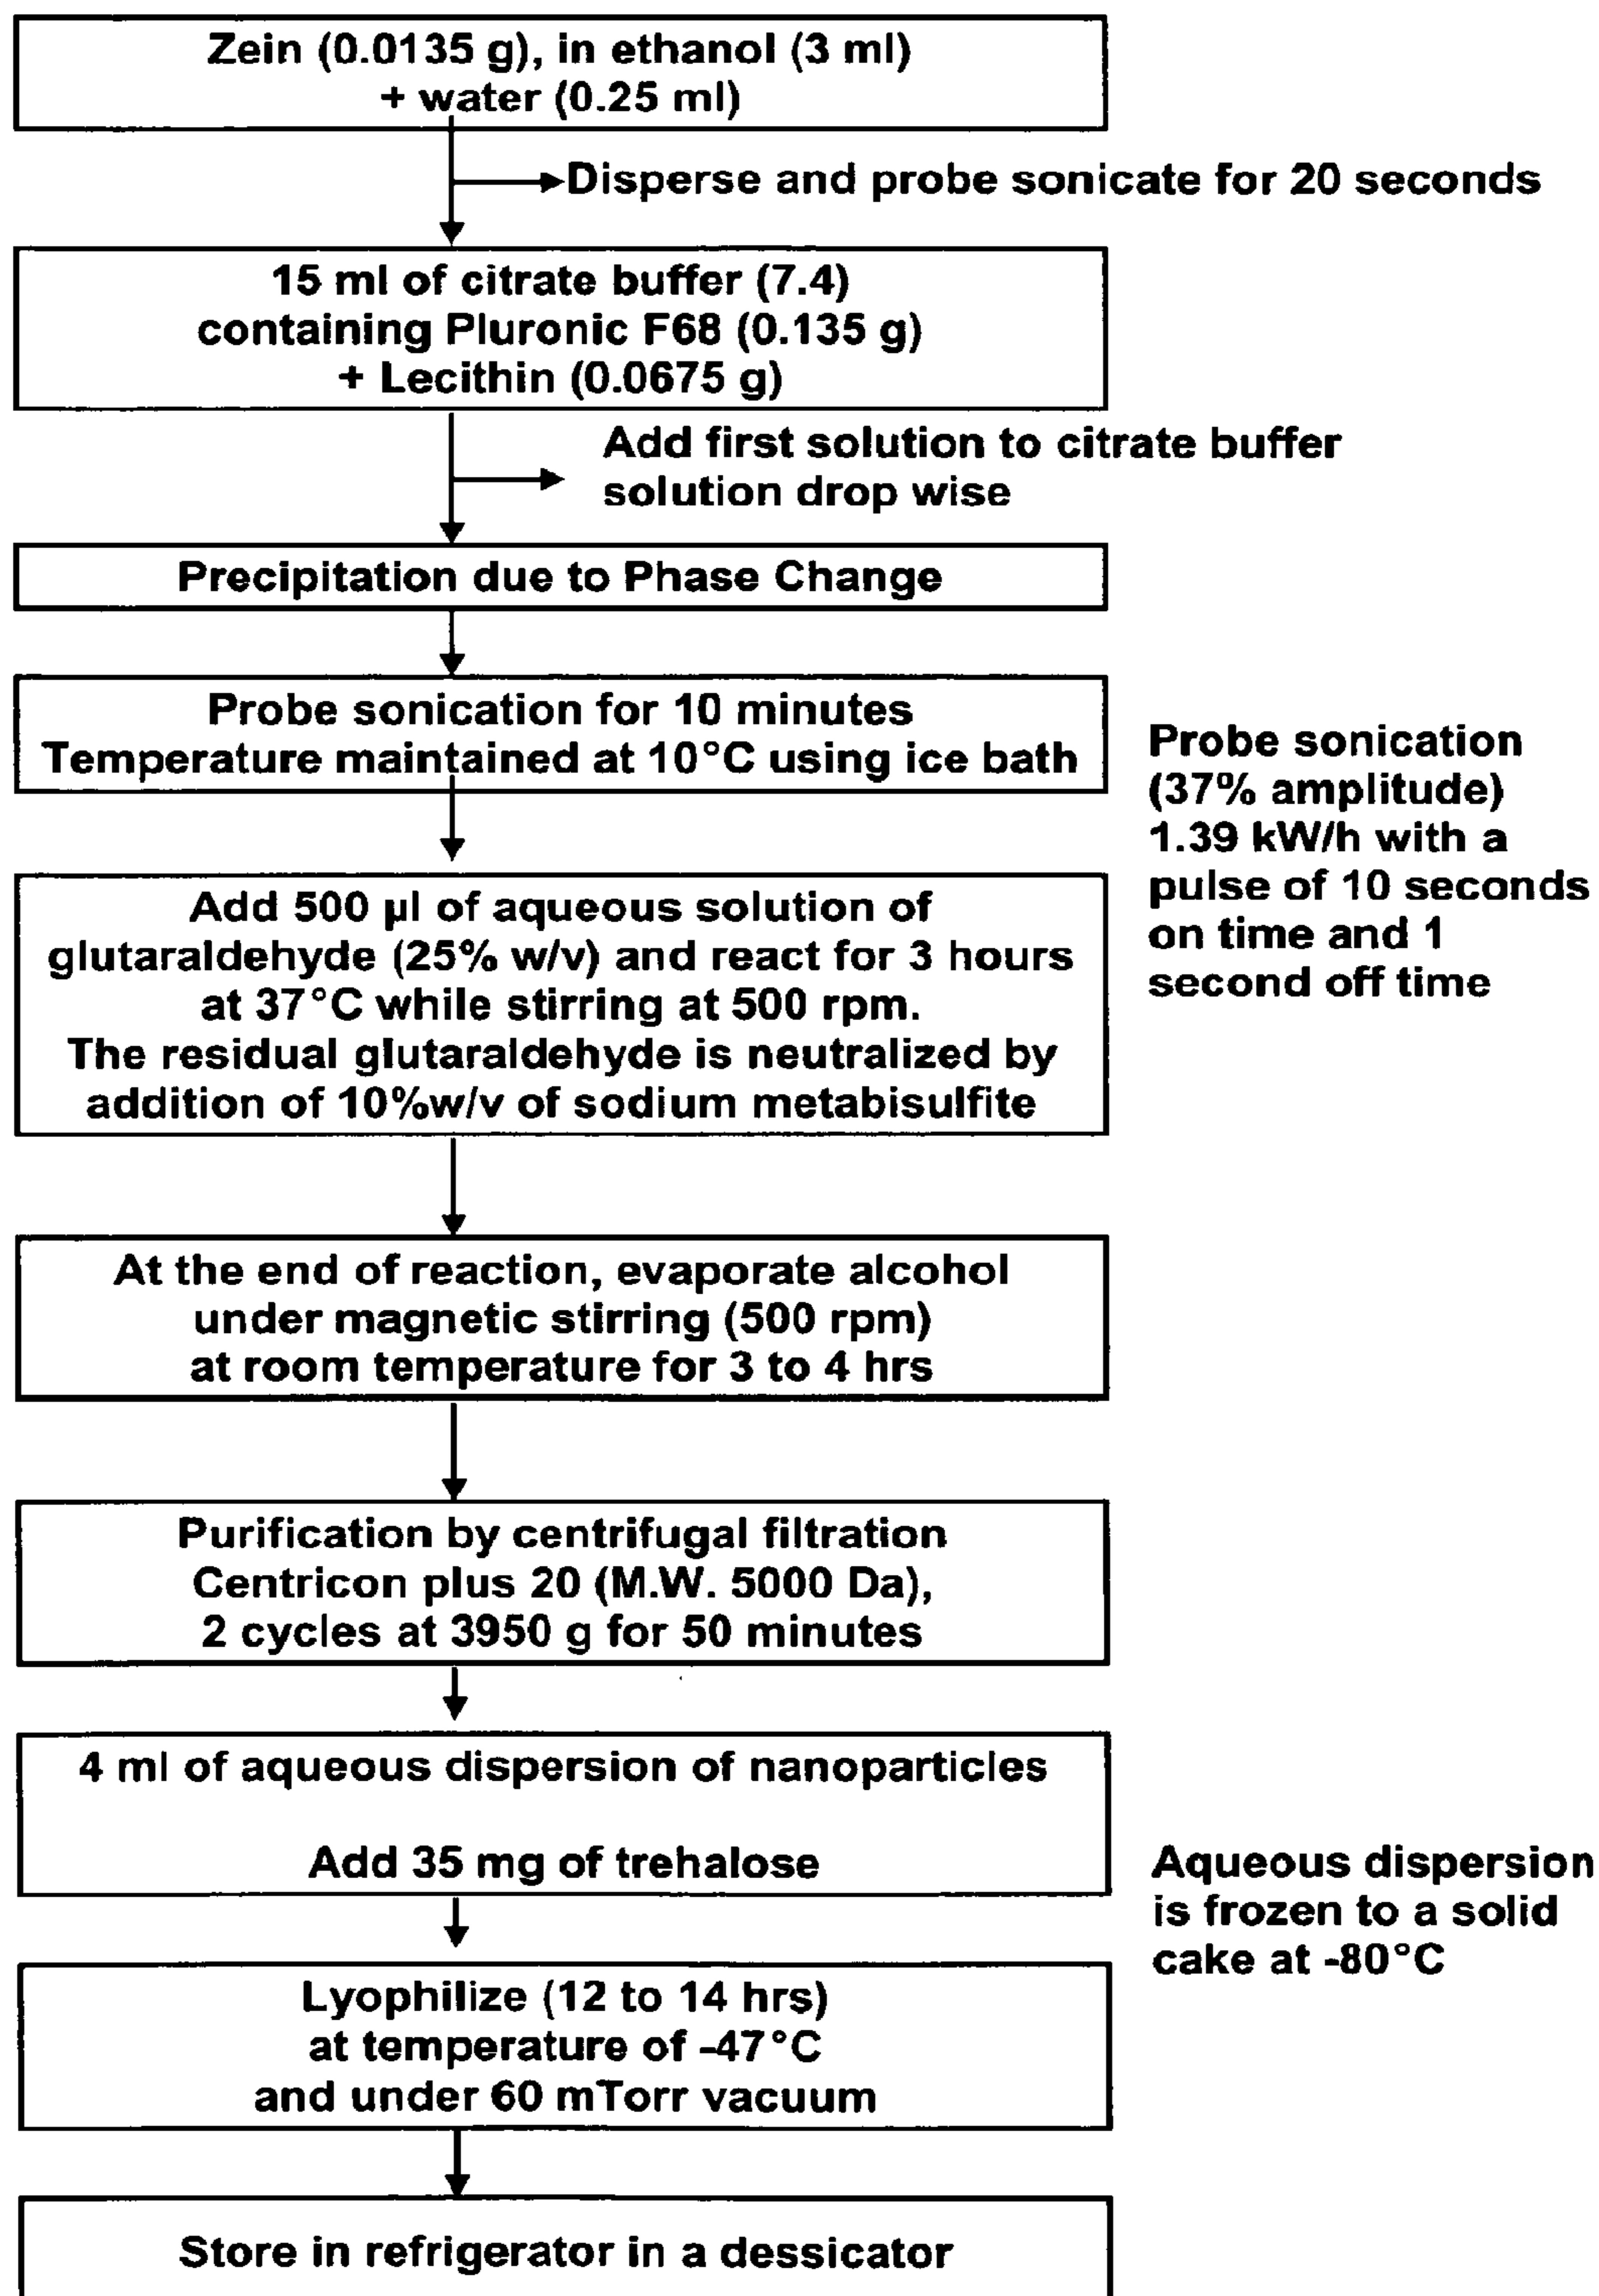 Zein (0.0135 g), in ethanol (3 ml)
+ water (0.25 ml)
Disperse and probe sonicate for 20 seconds
15 ml of citrate buffer (7.4)
containing Pluronic F68 (0.135 g)
+ Lecithin (0.0675 g)
Add first solution to citrate buffer
solution drop wise
Precipitation due to Phase Change
Probe sonication for 10 minutes
Temperature maintained at 10°C using ice bath
Probe sonication
(37% amplitude)
1.39 kW/h with a
pulse of 10 seconds
on time and 1
second off time
Add 500 µl of aqueous solution of
glutaraldehyde (25% w/v) and react for 3 hours
at 37°C while stirring at 500 rpm.
The residual glutaraldehyde is neutralized by
addition of 10%w/v of sodium metabisulfite
At the end of reaction, evaporate alcohol
under magnetic stirring (500 rpm)
at room temperature for 3 to 4 hrs
Purification by centrifugal filtration
Centricon plus 20 (M.W. 5000 Da),
2 cycles at 3950 g for 50 minutes
4 ml of aqueous dispersion of nanoparticles
Add 35 mg of trehalose
Aqueous dispersion
is frozen to a solid
cake at -80°C
Lyophilize (12 to 14 hrs)
at temperature of -47°C
and under 60 mTorr vacuum
Store in refrigerator in a dessicator